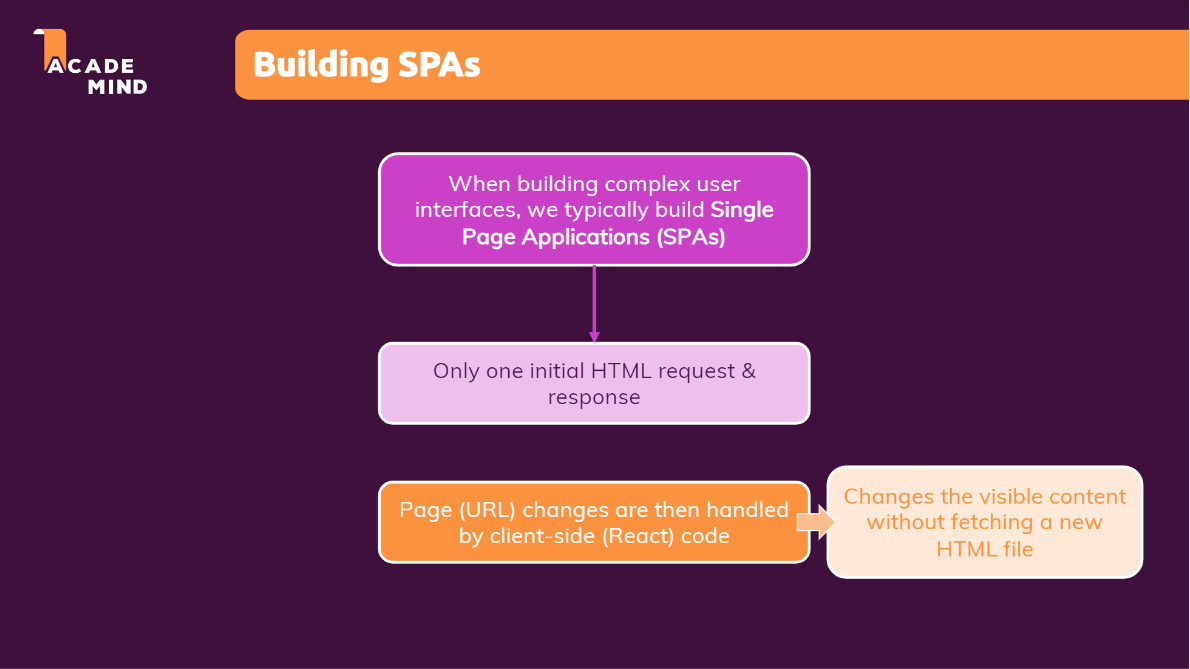 ACADE
MIND
Building SPAs
When building complex user
interfaces, we typically build Single
Page Applications (SPAs)
Only one initial HTML request &
response
Page (URL) changes are then handled
by client-side (React) code
Changes the visible content
without fetching a new
HTML file